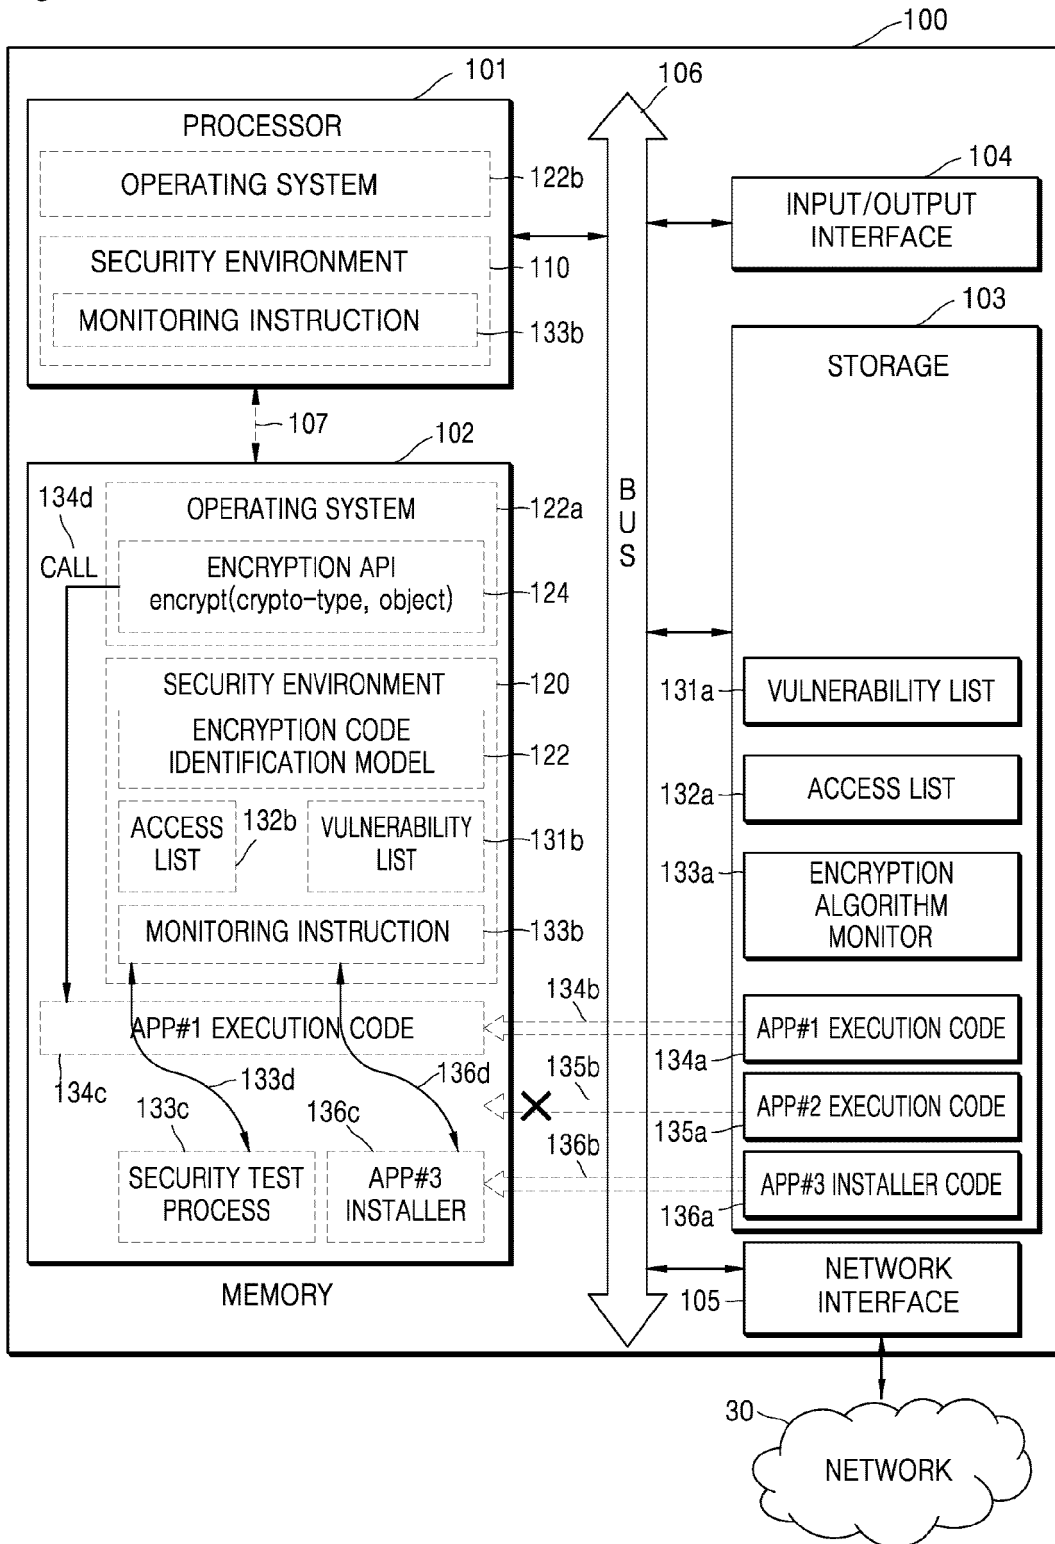 100
101
PROCESSOR
OPERATING SYSTEM
122b
SECURITY ENVIRONMENT
110
MONITORING INSTRUCTION
133b
107
106
BUS
104
INPUT/OUTPUT
INTERFACE
103
STORAGE
102
134d
CALL
OPERATING SYSTEM
122a
ENCRYPTION API
encrypt(crypto-type, object)
124
SECURITY ENVIRONMENT
120
ENCRYPTION CODE
IDENTIFICATION MODEL
122
ACCESS
LIST
132b
VULNERABILITY
LIST
131b
MONITORING INSTRUCTION
133b
APP#1 EXECUTION CODE
134c
133d
136d
133c
136c
SECURITY TEST
PROCESS
APP#3
INSTALLER
MEMORY
134b
135b
136b
131a
VULNERABILITY LIST
132a
ACCESS LIST
133a
ENCRYPTION
ALGORITHM
MONITOR
APP#1 EXECUTION CODE
134a
APP#2 EXECUTION CODE
135a
APP#3 INSTALLER CODE
136a
NETWORK
INTERFACE
105
30
NETWORK